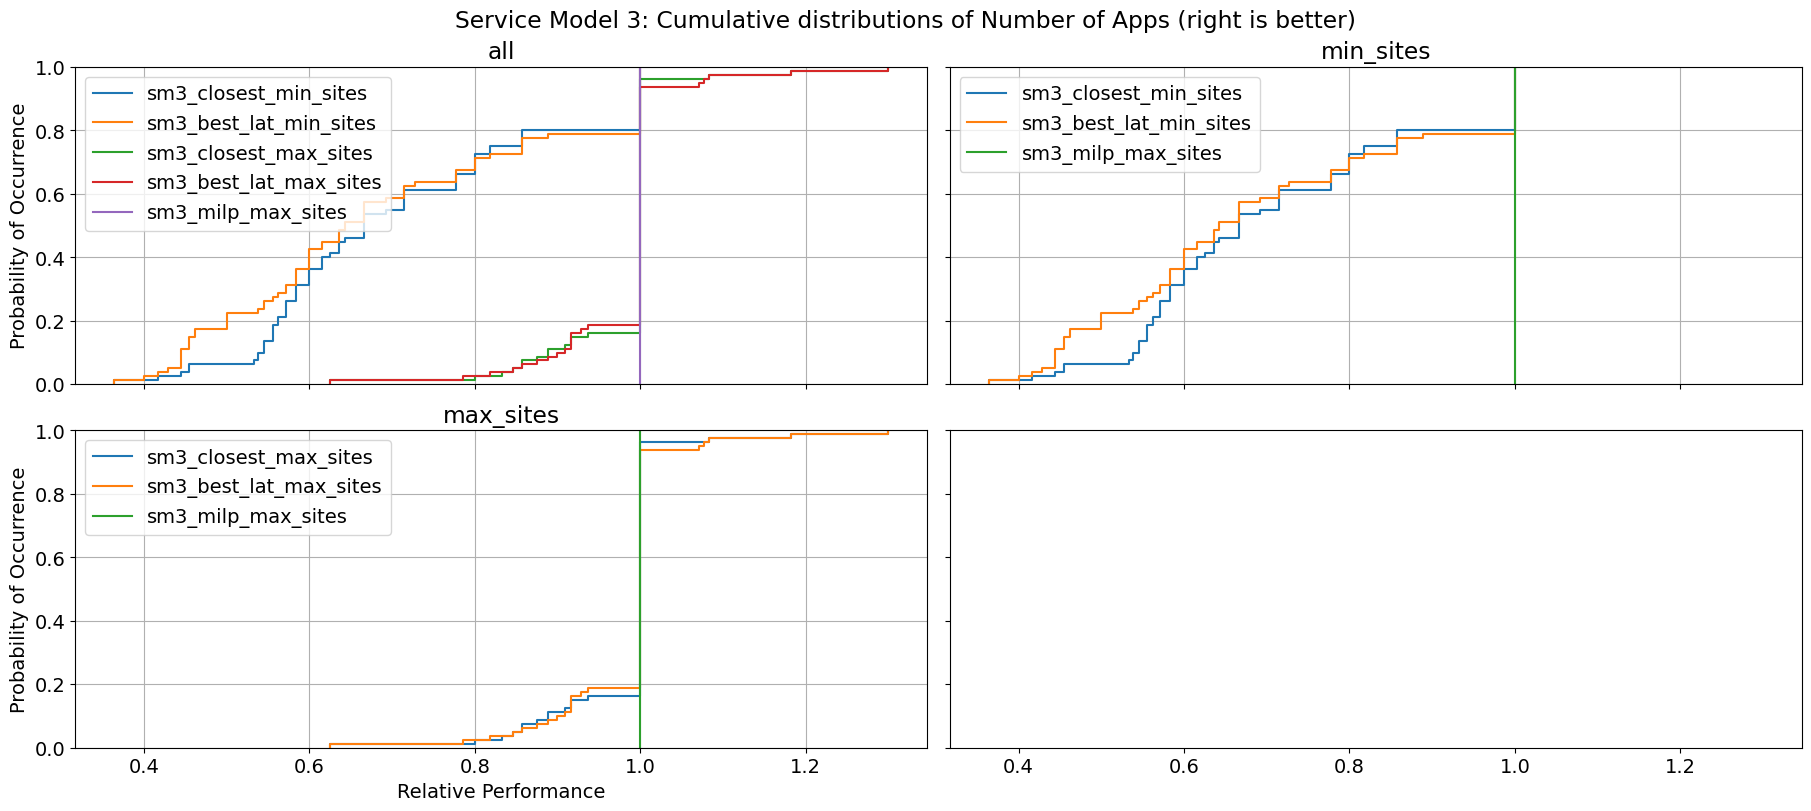 Service Model 3: Cumulative distributions of Number of Apps (right is better)
all
1.0
0.8
0.6
0.4
0.2
0.0
Probability of Occurrence
sm3_closest_min_sites
sm3_best_lat_min_sites
sm3_closest_max_sites
sm3_best_lat_max_sites
sm3_milp_max_sites
min_sites
sm3_closest_min_sites
sm3_best_lat_min_sites
sm3_milp_max_sites
max_sites
1.0
0.8
0.6
0.4
0.2
0.0
Probability of Occurrence
sm3_closest_max_sites
sm3_best_lat_max_sites
sm3_milp_max_sites
0.4 0.6 0.8 1.0 1.2
Relative Performance
0.4 0.6 0.8 1.0 1.2